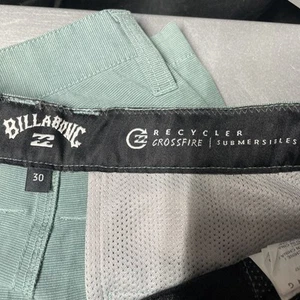 BILLABONG
RECYCLER
CROSSFIRE | SUBMERSIBLES
30